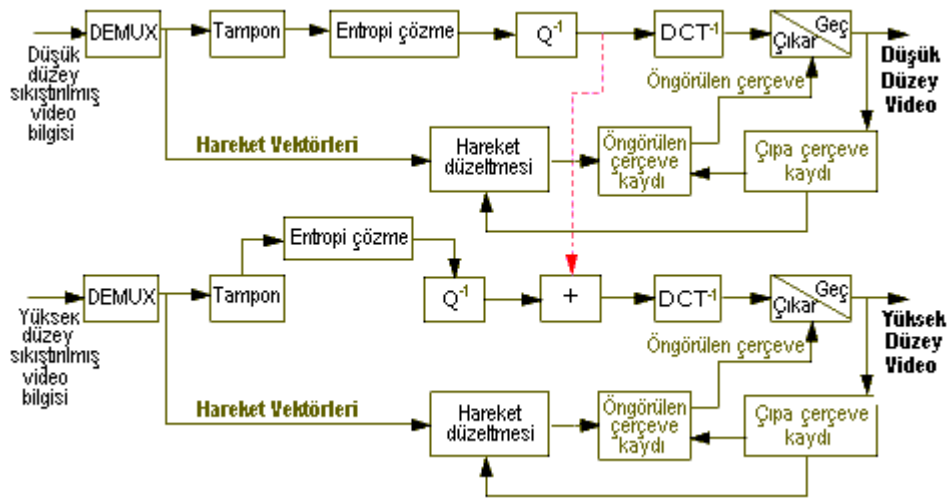 DEMUX
Tampon
Entropi çözme
Q-1
DCT-1
Geç
Çıkar
Düşük
düzey
sıkıştırılmış
video
bilgisi
Düşük
Düzey
Video
Öngörülen çerçeve
Hareket Vektörleri
Hareket
düzeltmesi
Öngörülen
çerçeve
kaydı
Çıpa çerçeve
kaydı
Entropi çözme
DEMUX
Tampon
Q-1
+
DCT-1
Geç
Çıkar
Yüksek
düzey
sıkıştırılmış
video
bilgisi
Yüksek
Düzey
Video
Öngörülen çerçeve
Hareket Vektörleri
Hareket
düzeltmesi
Öngörülen
çerçeve
kaydı
Çıpa çerçeve
kaydı